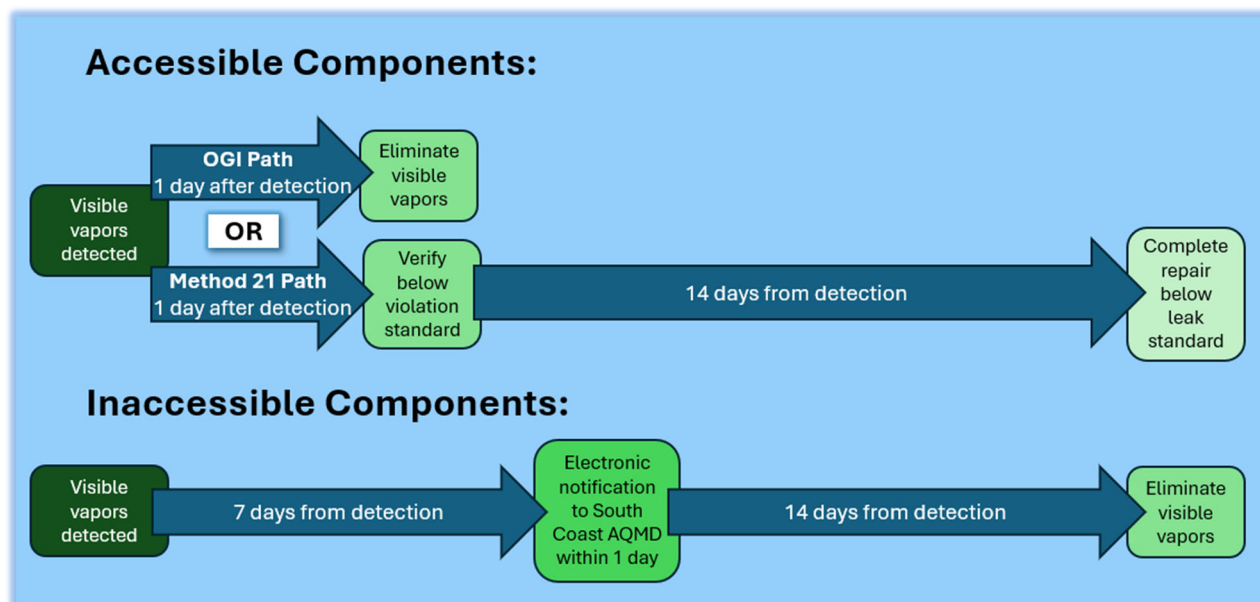 Accessible Components:
Visible
vapors
detected
OGI Path
1 day after detection
OR
Method 21 Path
1 day after detection
Eliminate
visible
vapors
Verify
below
violation
standard
14 days from detection
Complete
repair
below
leak
standard
Inaccessible Components:
Visible
vapors
detected
7 days from detection
Electronic
notification
to South
Coast AQMD
within 1 day
14 days from detection
Eliminate
visible
vapors